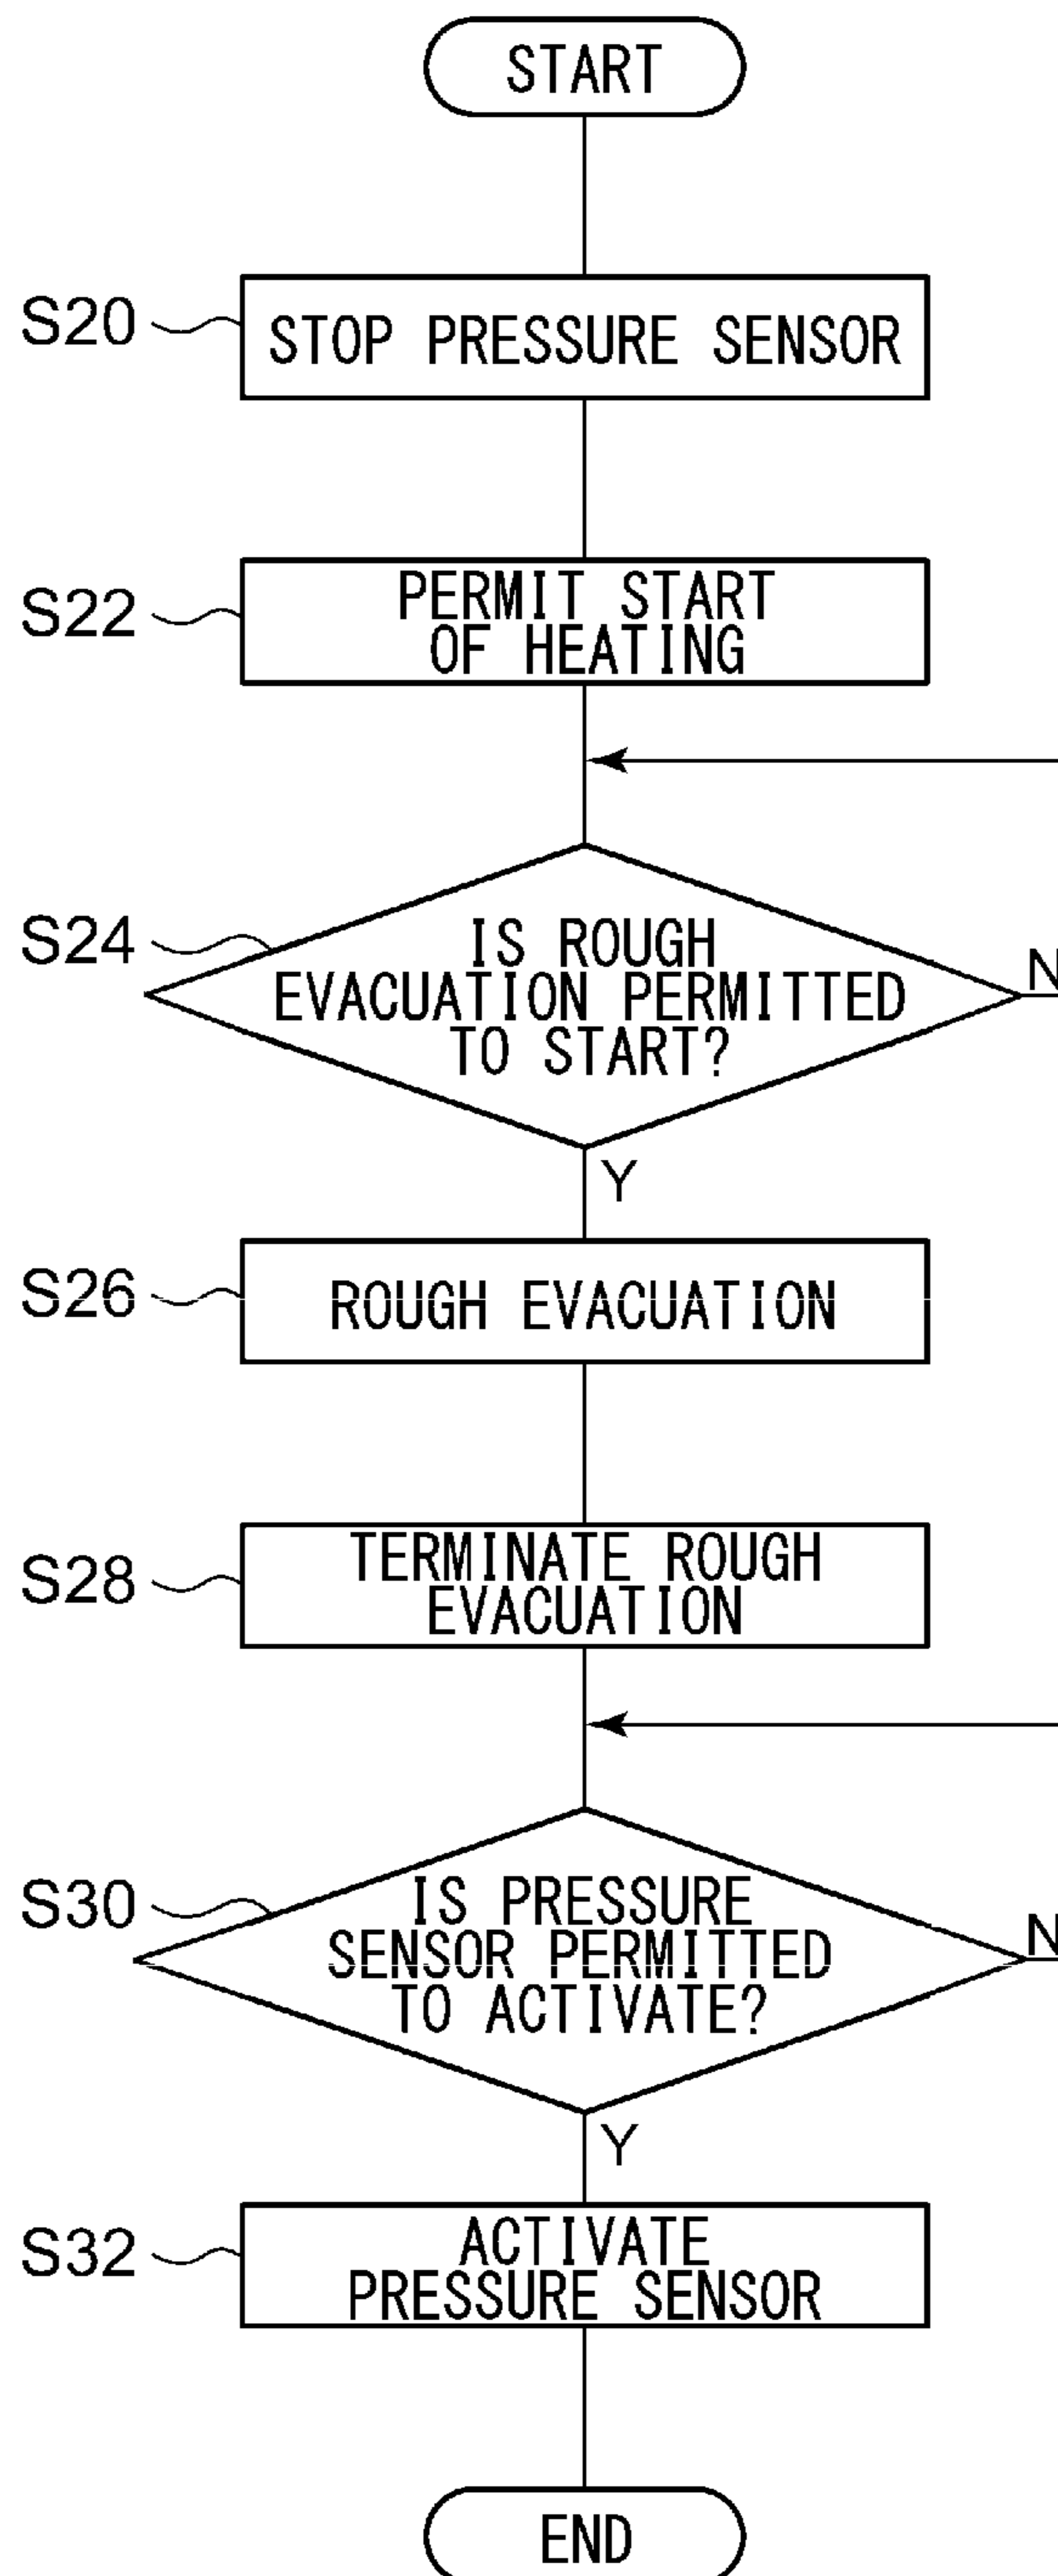 START
S20
STOP PRESSURE SENSOR
S22
PERMIT START
OF HEATING
S24
IS ROUGH
EVACUATION PERMITTED
TO START?
N
Y
S26
ROUGH EVACUATION
S28
TERMINATE ROUGH
EVACUATION
S30
IS PRESSURE
SENSOR PERMITTED
TO ACTIVATE?
N
Y
S32
ACTIVATE
PRESSURE SENSOR
END